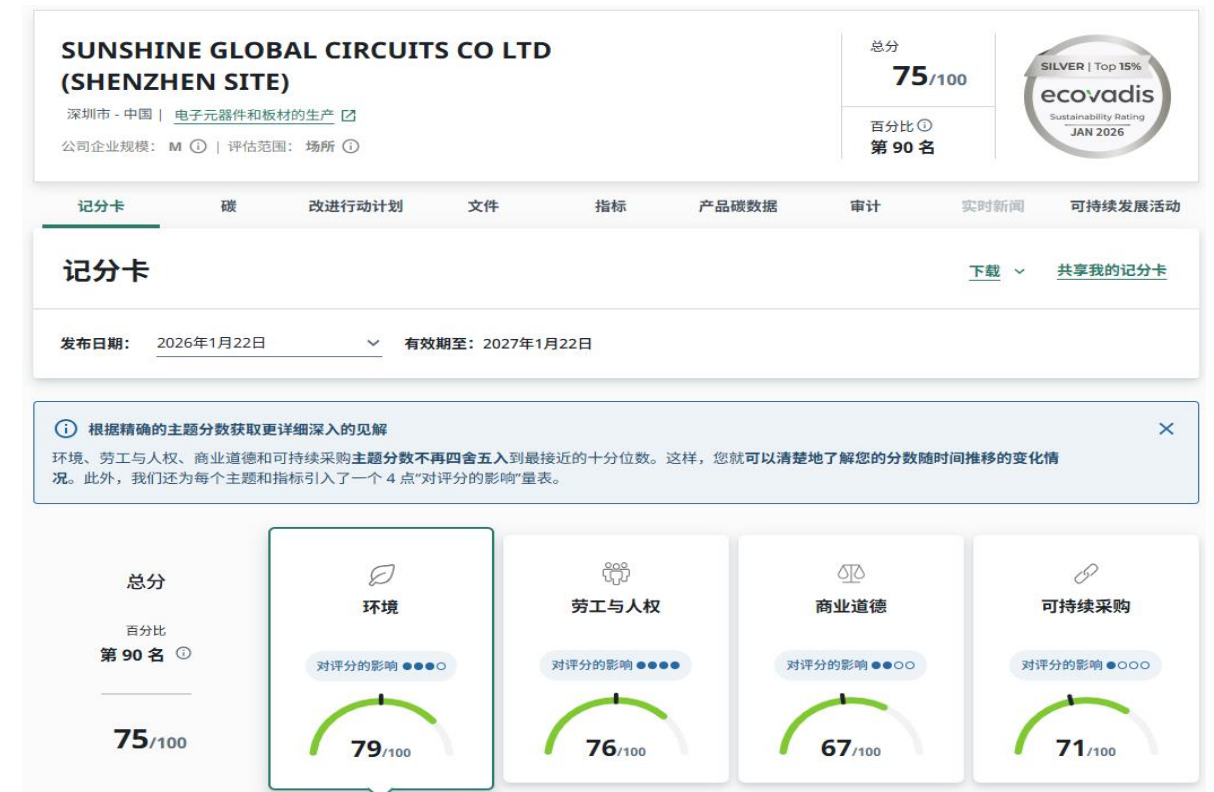 SUNSHINE GLOBAL CIRCUITS CO LTD
(SHENZHEN SITE)
深圳市 - 中国 | 电子元器件和板材的生产
公司企业规模: M | 评估范围: 场所
总分
75/100
百分比
第 90 名
SILVER | Top 15%
ecovadis
Sustainability Rating
JAN 2026
记分卡 碳 改进行动计划 文件 指标 产品碳数据 审计 实时新闻 可持续发展活动
记分卡
下载 共享我的记分卡
发布日期: 2026年1月22日 有效期至: 2027年1月22日
根据精确的主题分数获取更详细深入的见解
环境、劳工与人权、商业道德和可持续采购主题分数不再四舍五入到最接近的十分位数。这样，您就可以清楚地了解您的分数随时间推移的变化情
况。此外，我们还为每个主题和指标引入了一个 4 点“对评分的影响”量表。
总分
百分比
第 90 名
75/100
环境
对评分的影响
79/100
劳工与人权
对评分的影响
76/100
商业道德
对评分的影响
67/100
可持续采购
对评分的影响
71/100